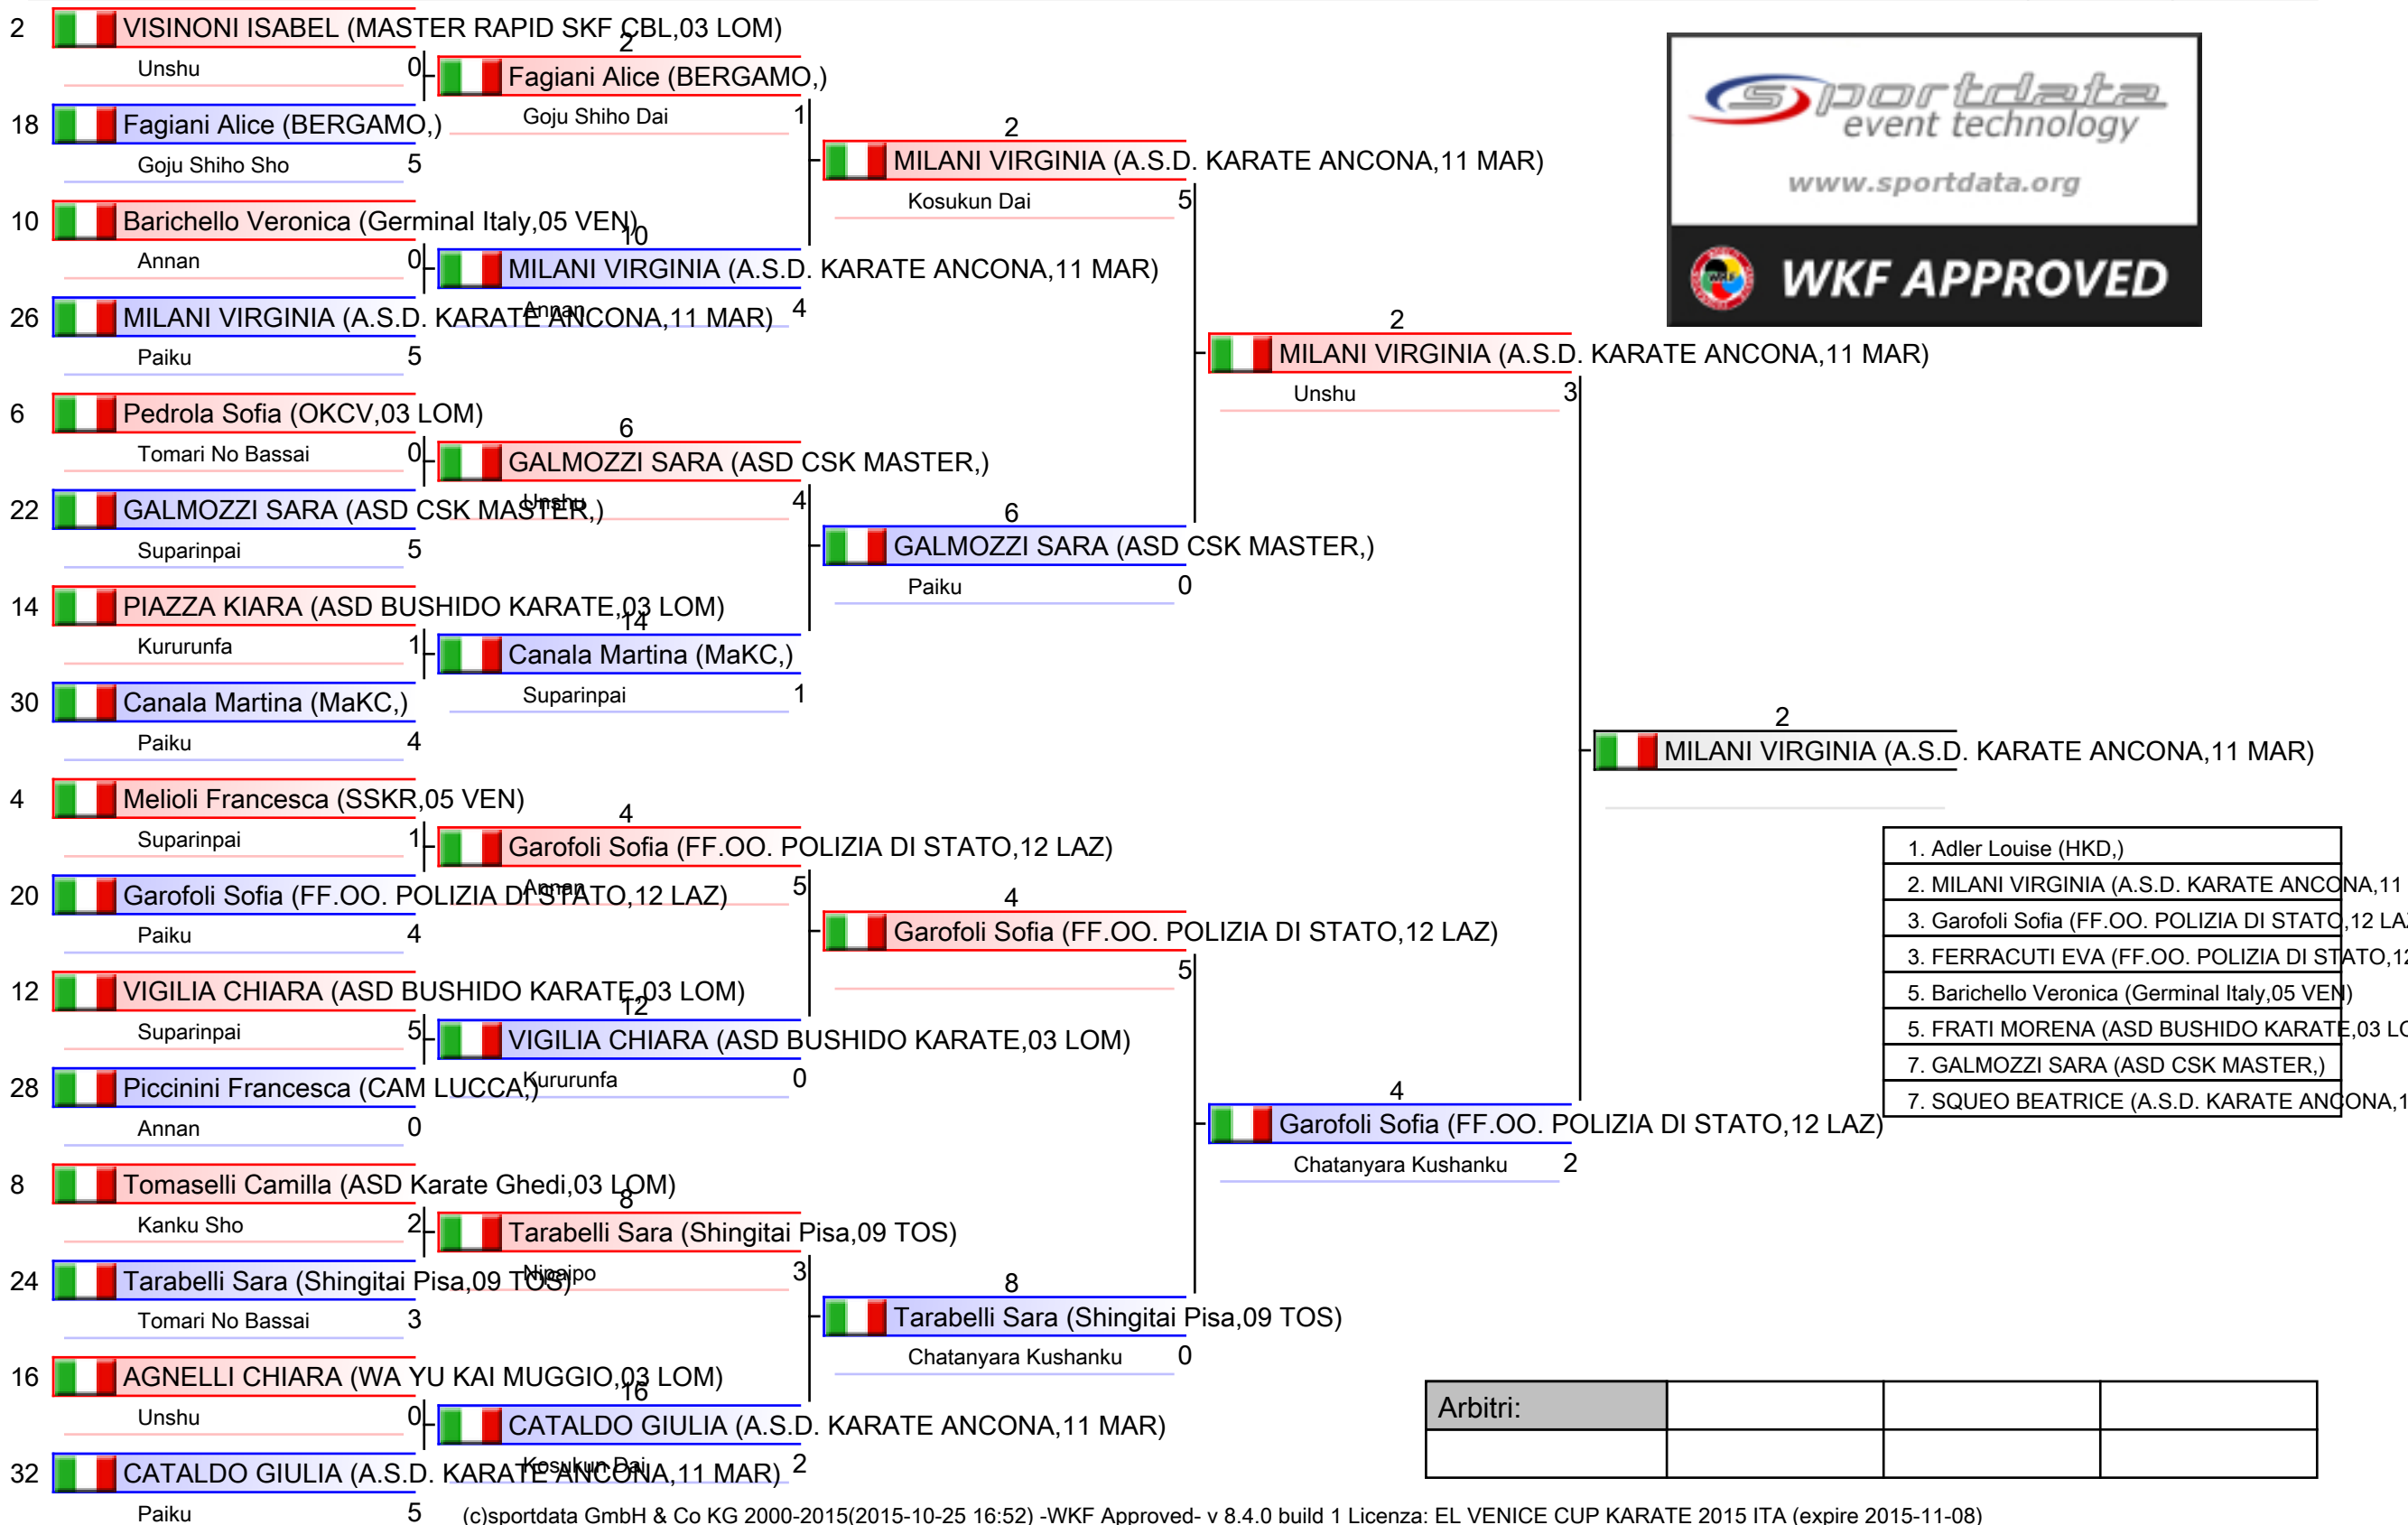 2 VISINONI ISABEL (MASTER RAPID SKF CBL,03 LOM)
Unshu 0
18 Fagiani Alice (BERGAMO,)
Goju Shiho Sho 5
10 Barichello Veronica (Germinal Italy,05 VEN)
Annan 0
26 MILANI VIRGINIA (A.S.D. KARATE ANCONA,11 MAR)
Paiku 5
6 Pedrola Sofia (OKCV,03 LOM)
Tomari No Bassai 0
22 GALMOZZI SARA (ASD CSK MASTER,)
Suparinpai 5
14 PIAZZA KIARA (ASD BUSHIDO KARATE,03 LOM)
Kururunfa 1
30 Canala Martina (MaKC,)
Paiku 4
4 Melioli Francesca (SSKR,05 VEN)
Suparinpai 1
20 Garofoli Sofia (FF.OO. POLIZIA DI STATO,12 LAZ)
Paiku 4
12 VIGILIA CHIARA (ASD BUSHIDO KARATE,03 LOM)
Suparinpai 5
28 Piccinini Francesca (CAM LUCCA,)
Annan 0
8 Tomaselli Camilla (ASD Karate Ghedi,03 LOM)
Kanku Sho 2
24 Tarabelli Sara (Shingitai Pisa,09 TOS)
Tomari No Bassai 3
16 AGNELLI CHIARA (WA YU KAI MUGGIO,03 LOM)
Unshu 0
32 CATALDO GIULIA (A.S.D. KARATE ANCONA,11 MAR)
Paiku 5
2
Fagiani Alice (BERGAMO,)
Goju Shiho Dai 1
10
MILANI VIRGINIA (A.S.D. KARATE ANCONA,11 MAR)
Annan 4
6
GALMOZZI SARA (ASD CSK MASTER,)
Unshu 4
14
Canala Martina (MaKC,)
Suparinpai 1
4
Garofoli Sofia (FF.OO. POLIZIA DI STATO,12 LAZ)
Annan 5
12
VIGILIA CHIARA (ASD BUSHIDO KARATE,03 LOM)
Kururunfa 0
8
Tarabelli Sara (Shingitai Pisa,09 TOS)
Nipaipo 3
16
CATALDO GIULIA (A.S.D. KARATE ANCONA,11 MAR)
Kosukun Dai 2
2
MILANI VIRGINIA (A.S.D. KARATE ANCONA,11 MAR)
Kosukun Dai 5
6
GALMOZZI SARA (ASD CSK MASTER,)
Paiku 0
4
Garofoli Sofia (FF.OO. POLIZIA DI STATO,12 LAZ)
5
8
Tarabelli Sara (Shingitai Pisa,09 TOS)
Chatanyara Kushanku 0
2
MILANI VIRGINIA (A.S.D. KARATE ANCONA,11 MAR)
Unshu 3
4
Garofoli Sofia (FF.OO. POLIZIA DI STATO,12 LAZ)
Chatanyara Kushanku 2
2
MILANI VIRGINIA (A.S.D. KARATE ANCONA,11 MAR)
sportdata
event technology
www.sportdata.org
WKF
WKF APPROVED
1. Adler Louise (HKD,)
2. MILANI VIRGINIA (A.S.D. KARATE ANCONA,11
3. Garofoli Sofia (FF.OO. POLIZIA DI STATO,12 LAZ
3. FERRACUTI EVA (FF.OO. POLIZIA DI STATO,12
5. Barichello Veronica (Germinal Italy,05 VEN)
5. FRATI MORENA (ASD BUSHIDO KARATE,03 LO
7. GALMOZZI SARA (ASD CSK MASTER,)
7. SQUEO BEATRICE (A.S.D. KARATE ANCONA,1
Arbitri:
(c)sportdata GmbH & Co KG 2000-2015(2015-10-25 16:52) -WKF Approved- v 8.4.0 build 1 Licenza: EL VENICE CUP KARATE 2015 ITA (expire 2015-11-08)